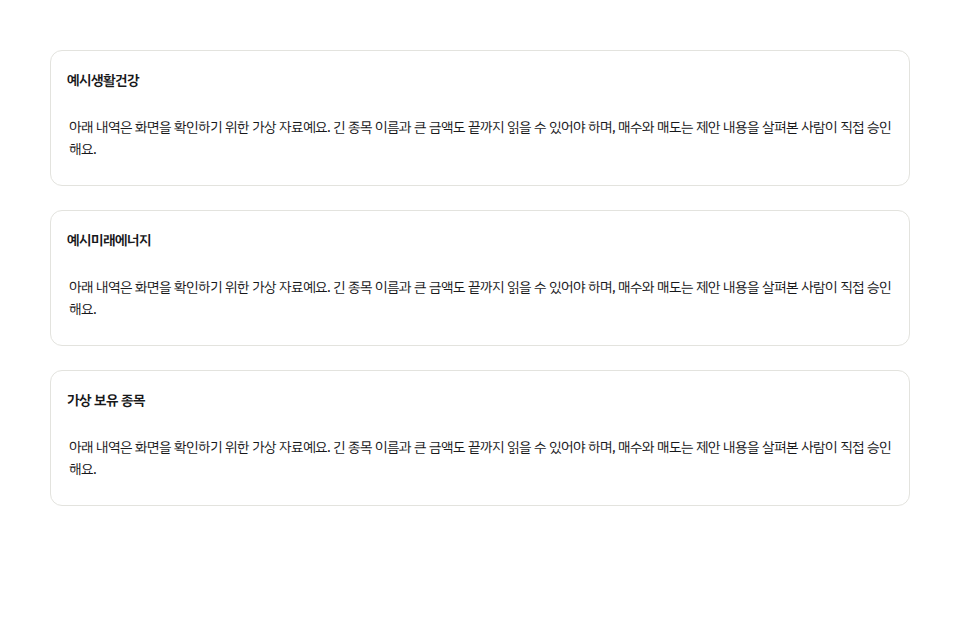 예시생활건강
아래 내역은 화면을 확인하기 위한 가상 자료예요. 긴 종목 이름과 큰 금액도 끝까지 읽을 수 있어야 하며, 매수와 매도는 제안 내용을 살펴본 사람이 직접 승인
해요.
예시미래에너지
아래 내역은 화면을 확인하기 위한 가상 자료예요. 긴 종목 이름과 큰 금액도 끝까지 읽을 수 있어야 하며, 매수와 매도는 제안 내용을 살펴본 사람이 직접 승인
해요.
가상 보유 종목
아래 내역은 화면을 확인하기 위한 가상 자료예요. 긴 종목 이름과 큰 금액도 끝까지 읽을 수 있어야 하며, 매수와 매도는 제안 내용을 살펴본 사람이 직접 승인
해요.